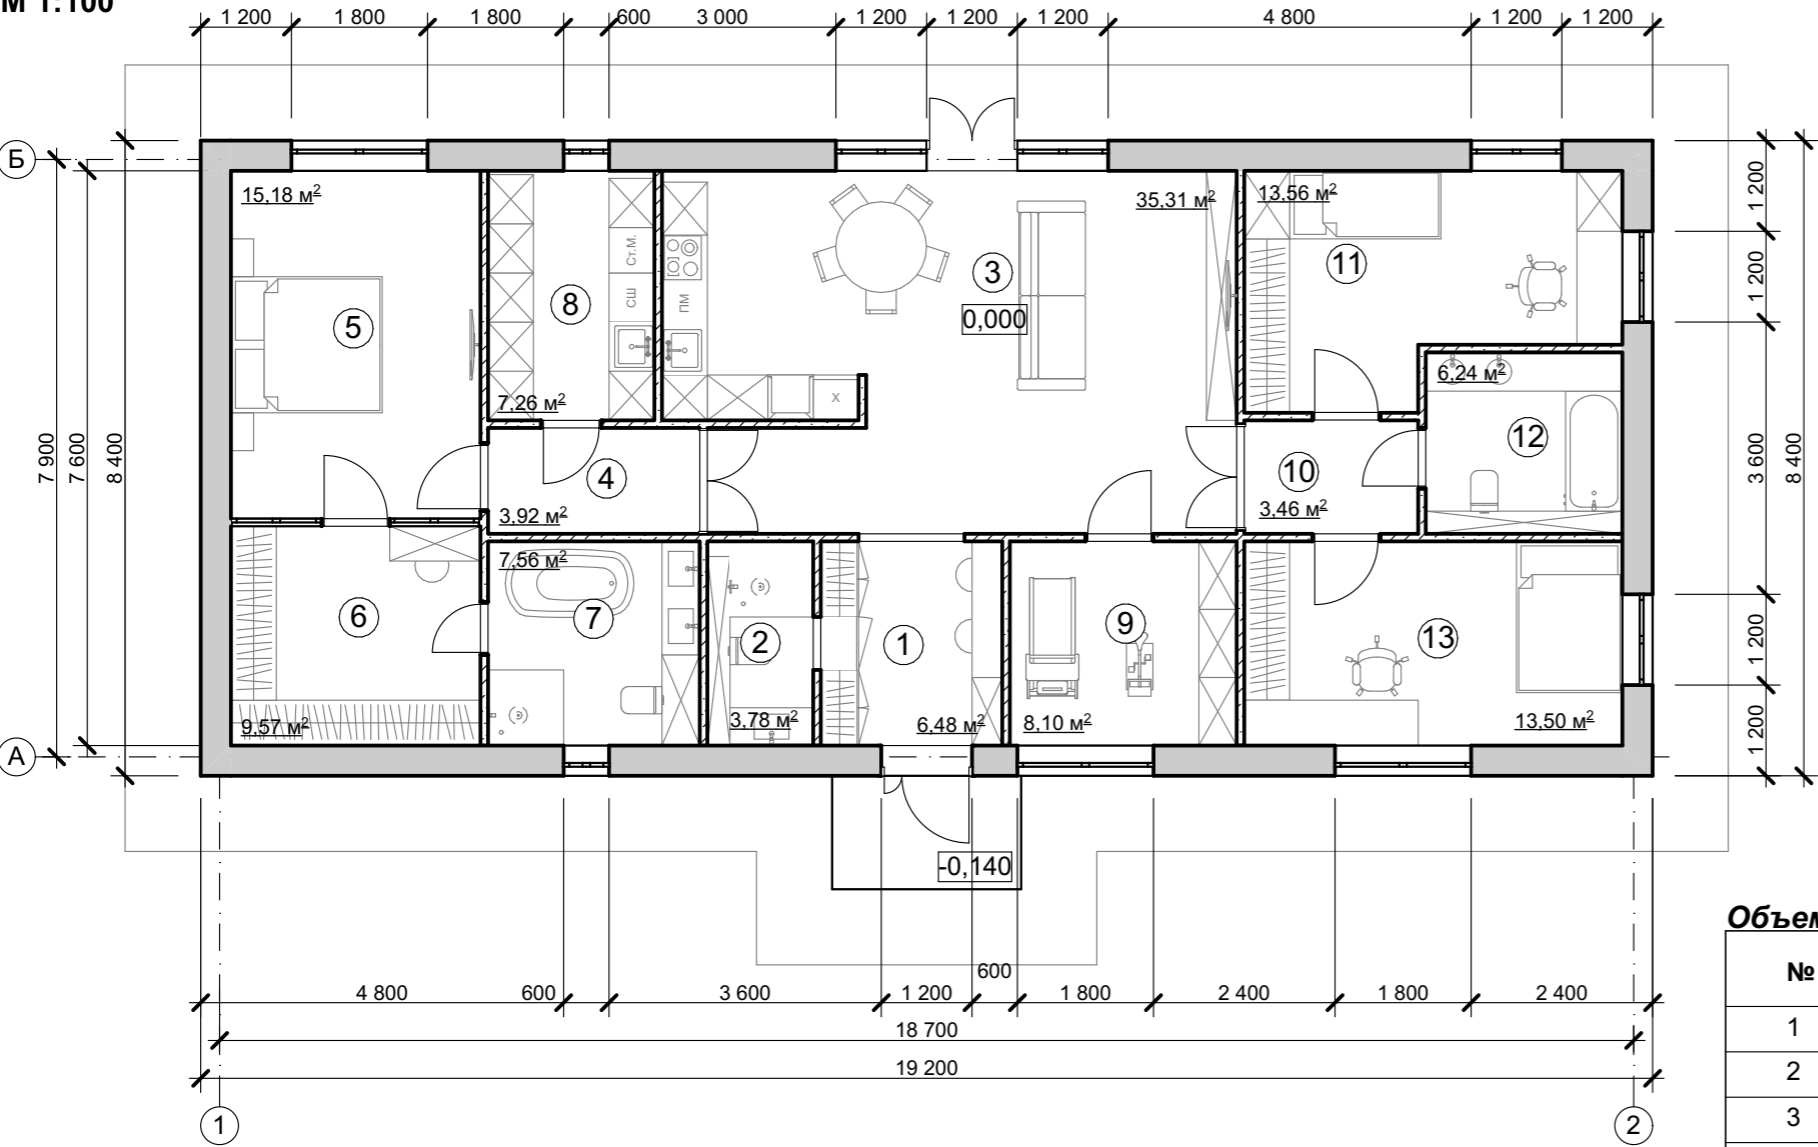 М 1:100
1 200 1 800 1 800 600 3 000 1 200 1 200 1 200 4 800 1 200 1 200
Б
15,18 м²
35,31 м²
13,56 м²
1 200
Ст.М.
11
3
8
СШ
ПМ
0,000
1 200
5
6,24 м²
7,26 м²
х
12
7 900
7 600
8 400
3 600
8 400
4
10
3,92 м²
3,46 м²
7,56 м²
6
7
2
1
9
13
1 200
9,57 м²
3,78 м²
6,48 м²
8,10 м²
13,50 м²
1 200
А
-0,140
Объем
№
600
4 800 600 3 600 1 200 1 800 2 400 1 800 2 400
1
18 700
19 200
2
3
1
2